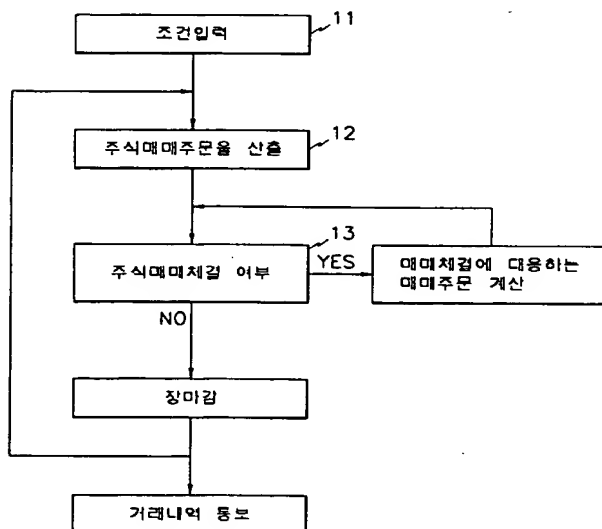 11
조건입력
12
주식매매주문을 산출
13
주식매매체결 여부
YES
매매체결에 대응하는
매매주문 계산
NO
장마감
거래내역 통보